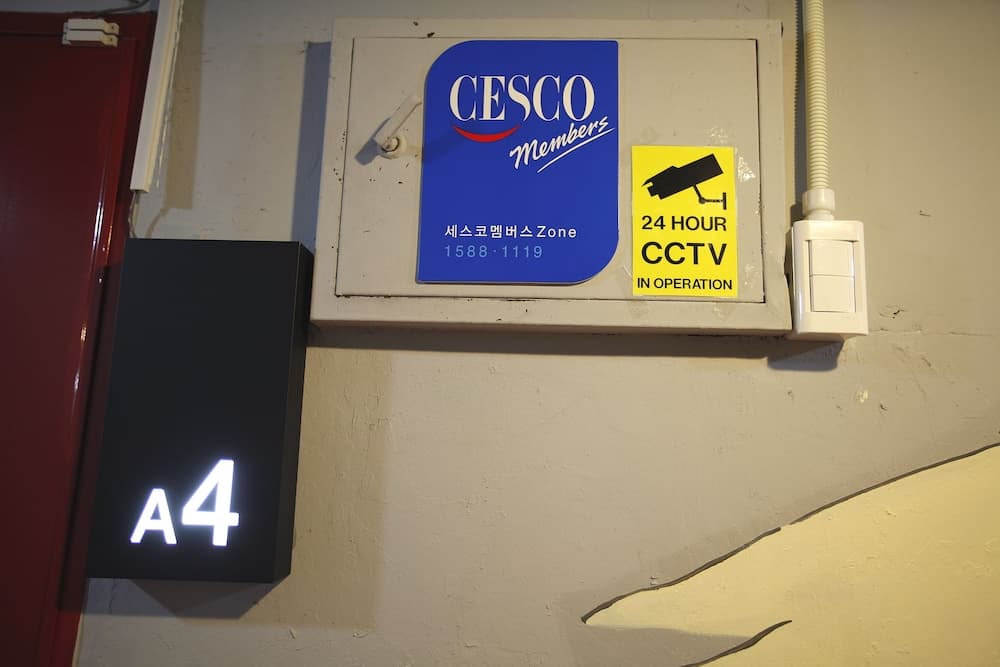 CESCO
Members
세스코멤버스Zone
1588·1119
24 HOUR
CCTV
IN OPERATION
A4